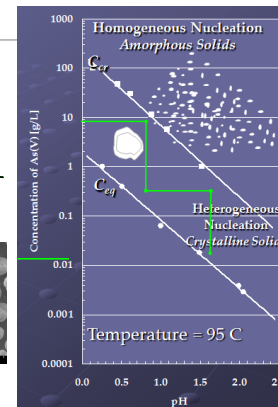 1000
Homogeneous Nucleation
Amorphous Solids
100
Ccr
10
Concentration of As(V) [g/L]
1
Ceq
0.1
Heterogeneous
Nucleation
Crystalline Solid
0.01
0.001
Temperature = 95 C
0.0001
0.0 0.5 1.0 1.5 2.0 2.5
pH